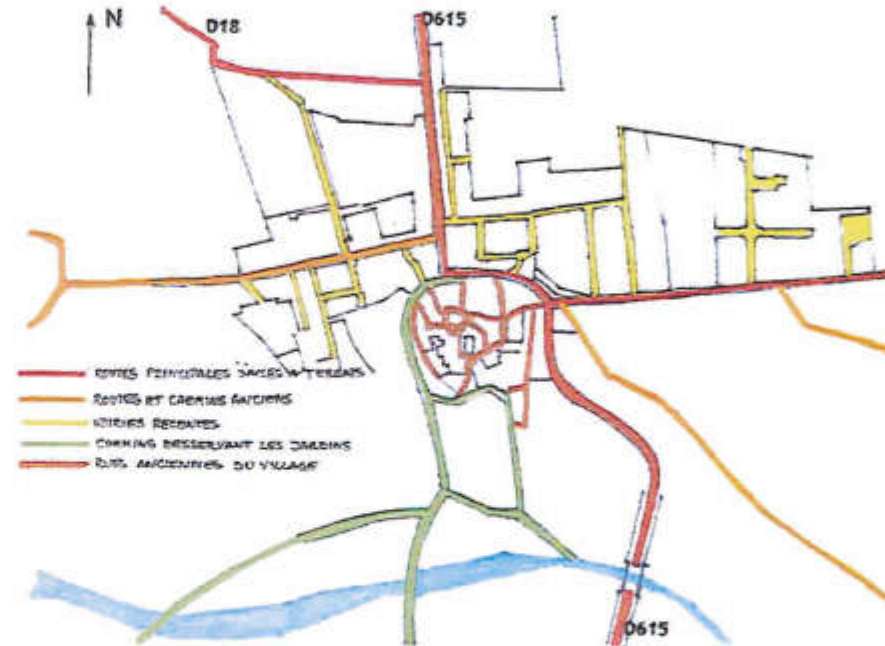 N
D18
D615
ROUTES PRINCIPALES
ROUTES ET CHEMINS ANCIENS
VOIRIES RECENTES
CHEMINS DESSERVANT LES JARDINS
RUES ANCIENNES DU VILLAGE
D615